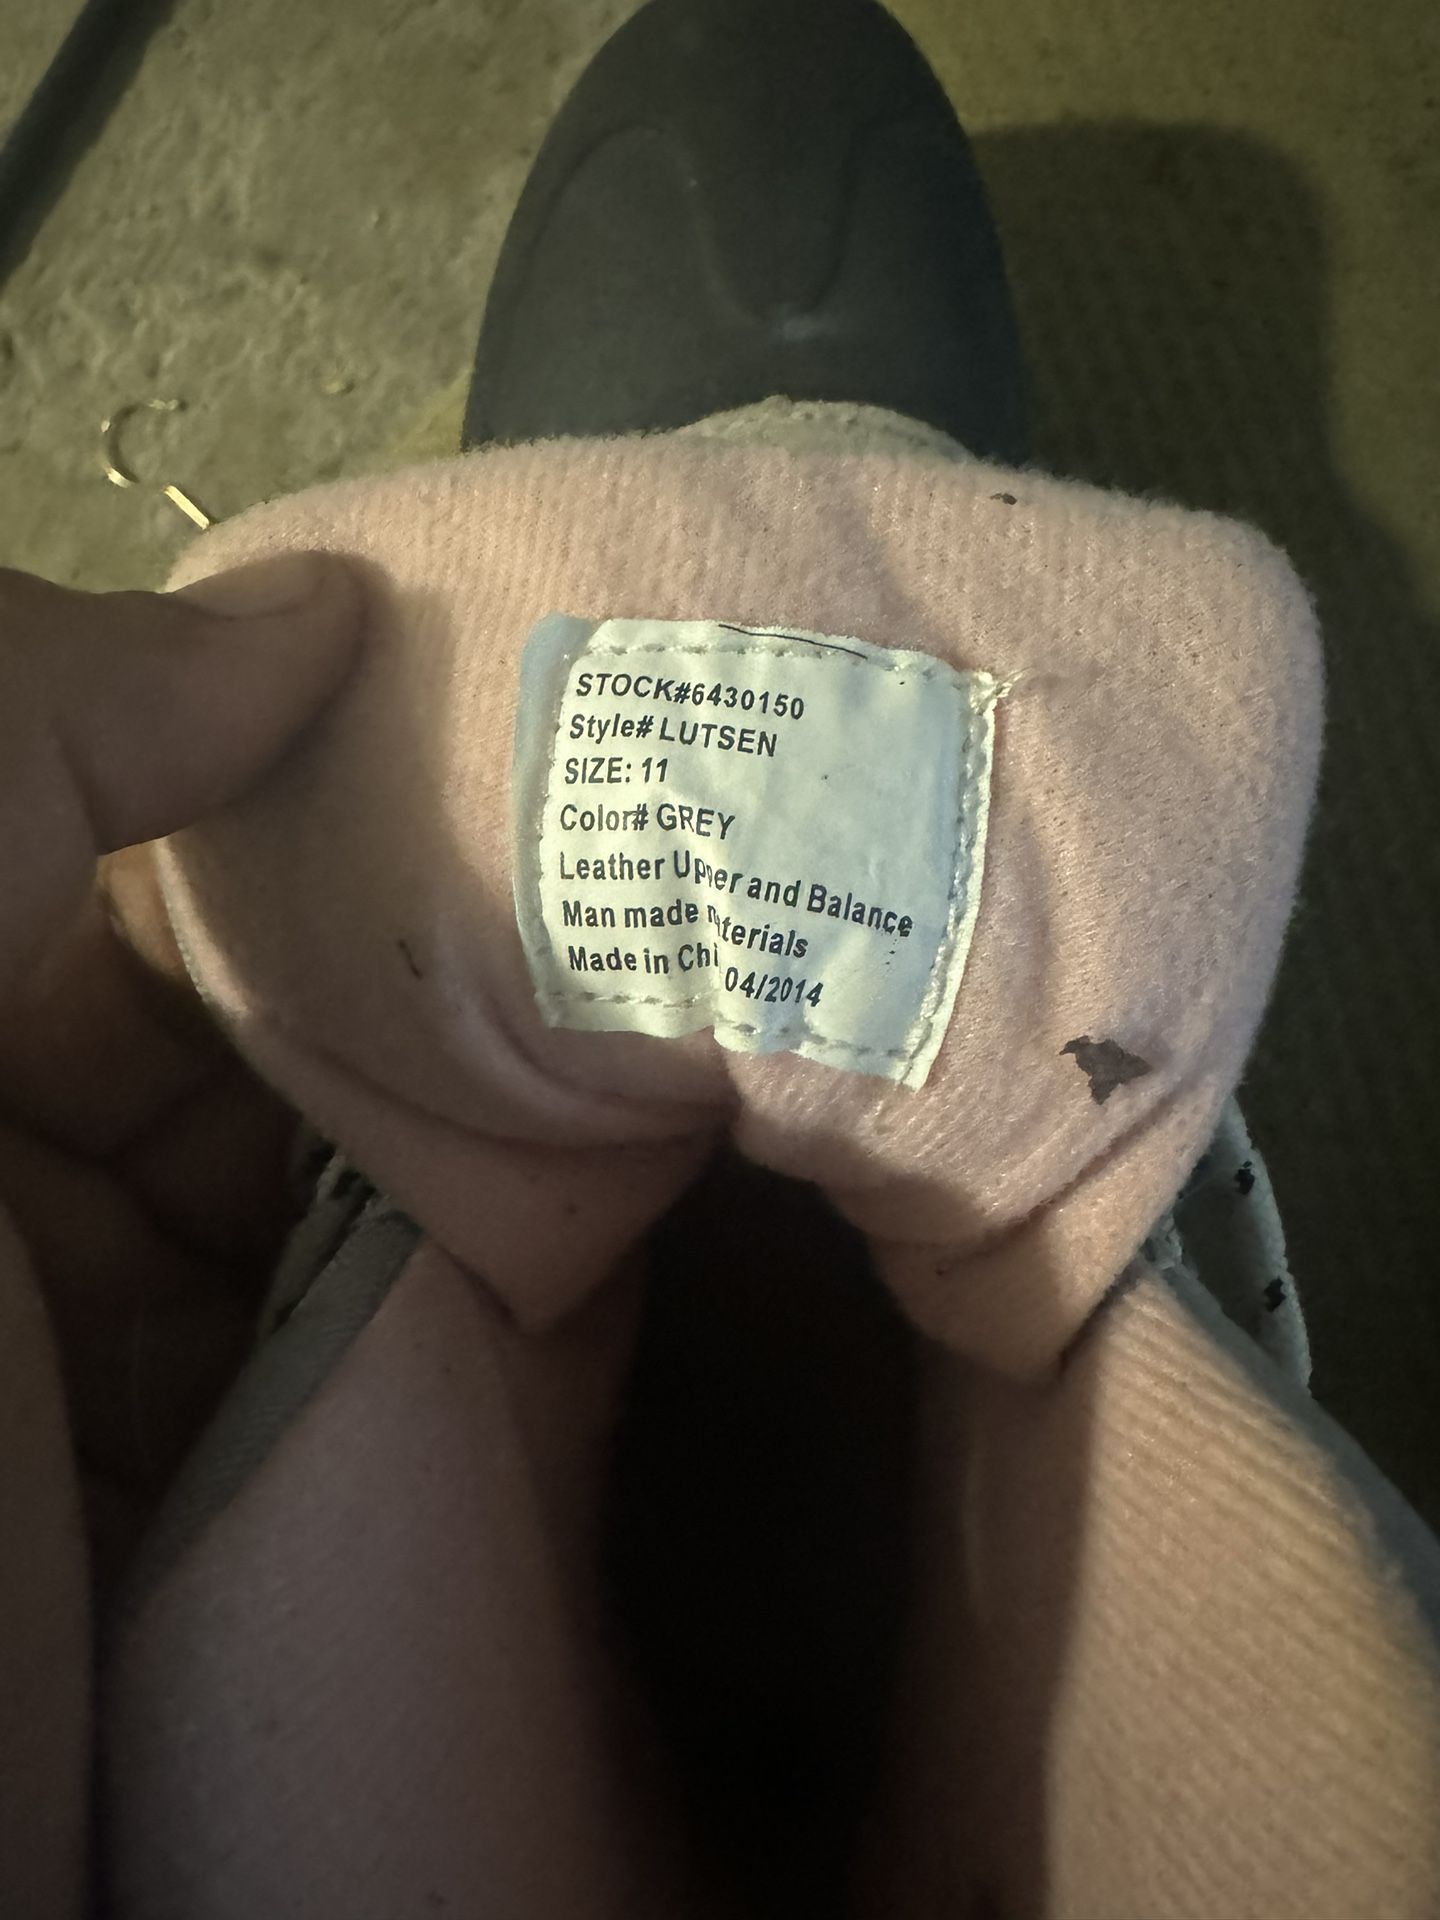 STOCK#6430150
Style# LUTSEN
SIZE: 11
Color# GREY
Leather Upper and Balance
Man made materials
Made in Chi 04/2014